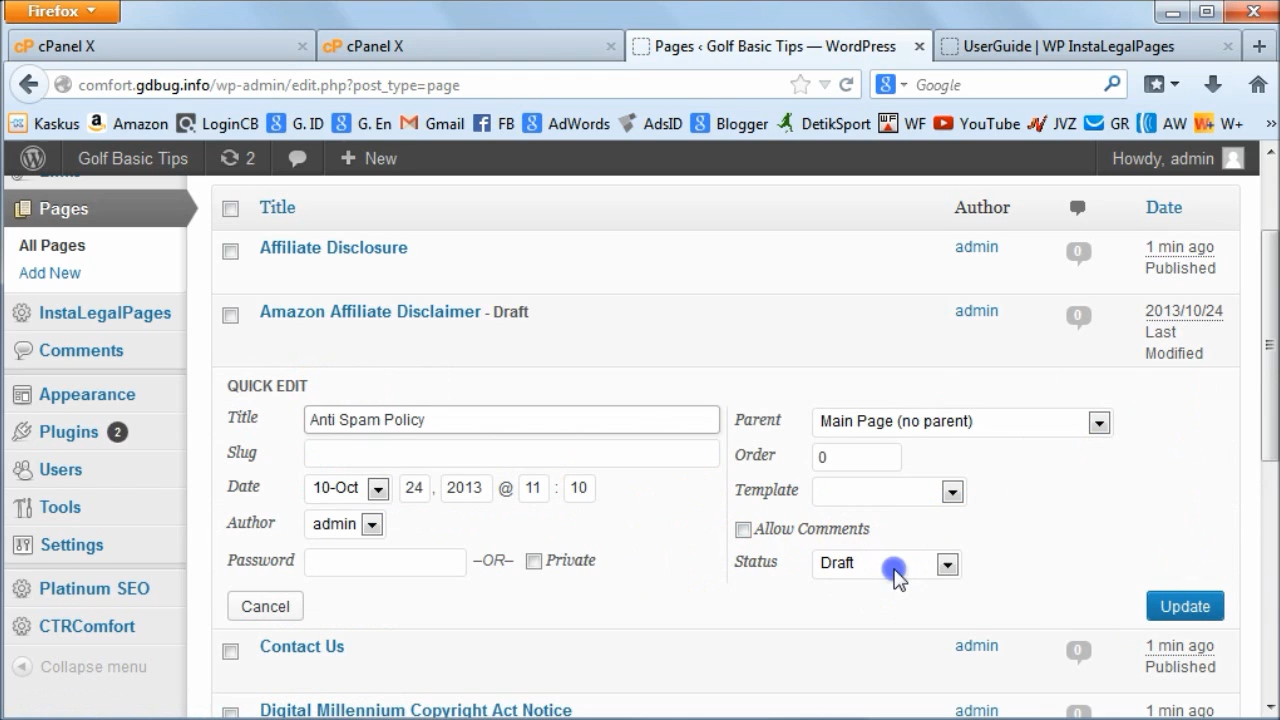 Firefox
cPanel X
cPanel X
Pages ‹ Golf Basic Tips — WordPress
UserGuide | WP InstaLegalPages
comfort.gdbug.info/wp-admin/edit.php?post_type=page
Google
Kaskus Amazon LoginCB G. ID G. En Gmail FB AdWords AdsID Blogger DetikSport WF YouTube JVZ GR AW W+ »
Golf Basic Tips 2 + New Howdy, admin
Pages
All Pages
Add New
InstaLegalPages
Comments
Appearance
Plugins 2
Users
Tools
Settings
Platinum SEO
CTRComfort
Collapse menu
Title Author Date
Affiliate Disclosure admin 0 1 min ago
Published
Amazon Affiliate Disclaimer - Draft admin 0 2013/10/24
Last
Modified
QUICK EDIT
Title Anti Spam Policy
Slug
Date 10-Oct 24 , 2013 @ 11 : 10
Author admin
Password –OR– Private
Parent Main Page (no parent)
Order 0
Template
Allow Comments
Status Draft
Cancel Update
Contact Us admin 0 1 min ago
Published
Digital Millennium Copyright Act Notice admin 0 1 min ago